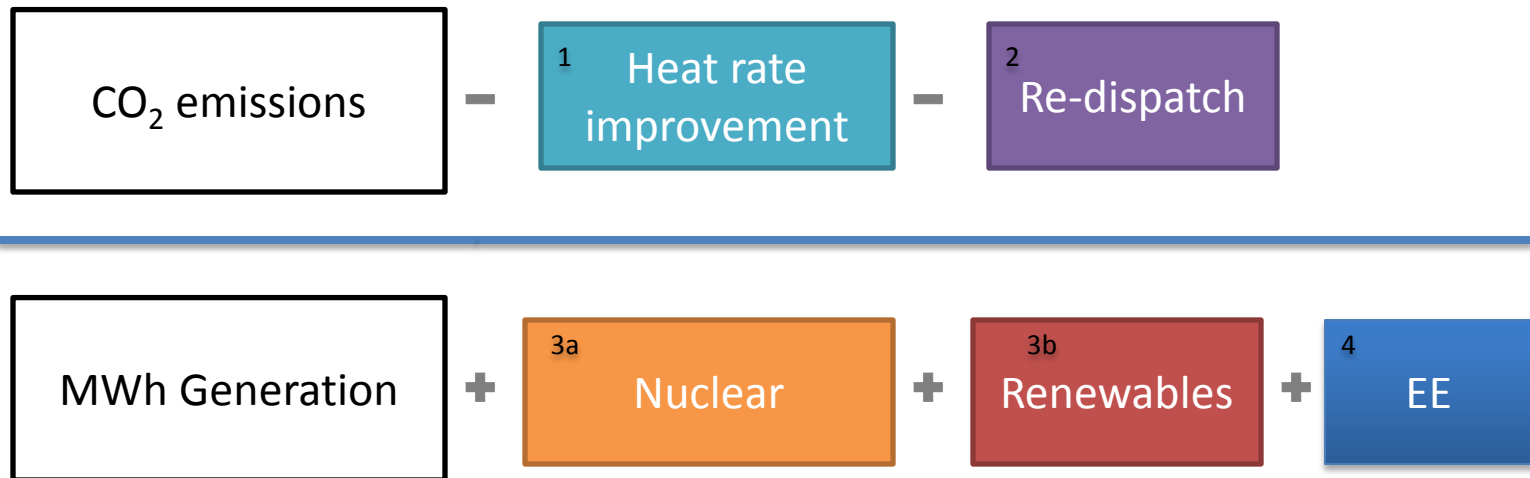 CO₂ emissions
-
1
Heat rate
improvement
-
2
Re-dispatch
MWh Generation
+
3a
Nuclear
+
3b
Renewables
+
4
EE